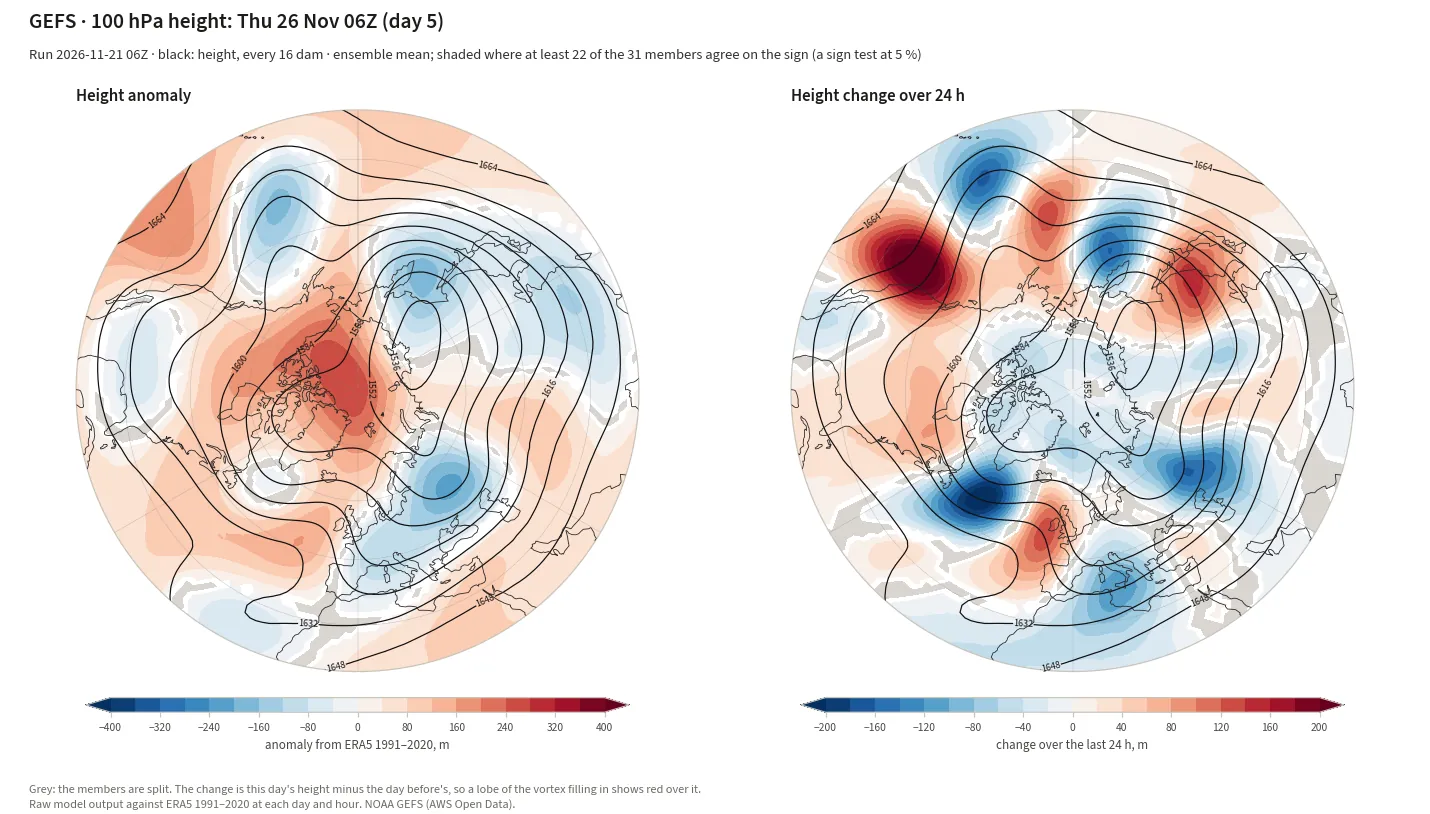 GEFS · 100 hPa height: Thu 26 Nov 06Z (day 5)
Run 2026-11-21 06Z · black: height, every 16 dam · ensemble mean; shaded where at least 22 of the 31 members agree on the sign (a sign test at 5 %)
Height anomaly
Height change over 24 h
1664
1664
1568
1584
1600
1536
1552
1616
1648
1632
1648
1664
1664
1568
1584
1600
1536
1552
1616
1648
1632
1648
−400 −320 −240 −160 −80 0 80 160 240 320 400
anomaly from ERA5 1991–2020, m
−200 −160 −120 −80 −40 0 40 80 120 160 200
change over the last 24 h, m
Grey: the members are split. The change is this day's height minus the day before's, so a lobe of the vortex filling in shows red over it.
Raw model output against ERA5 1991–2020 at each day and hour. NOAA GEFS (AWS Open Data).